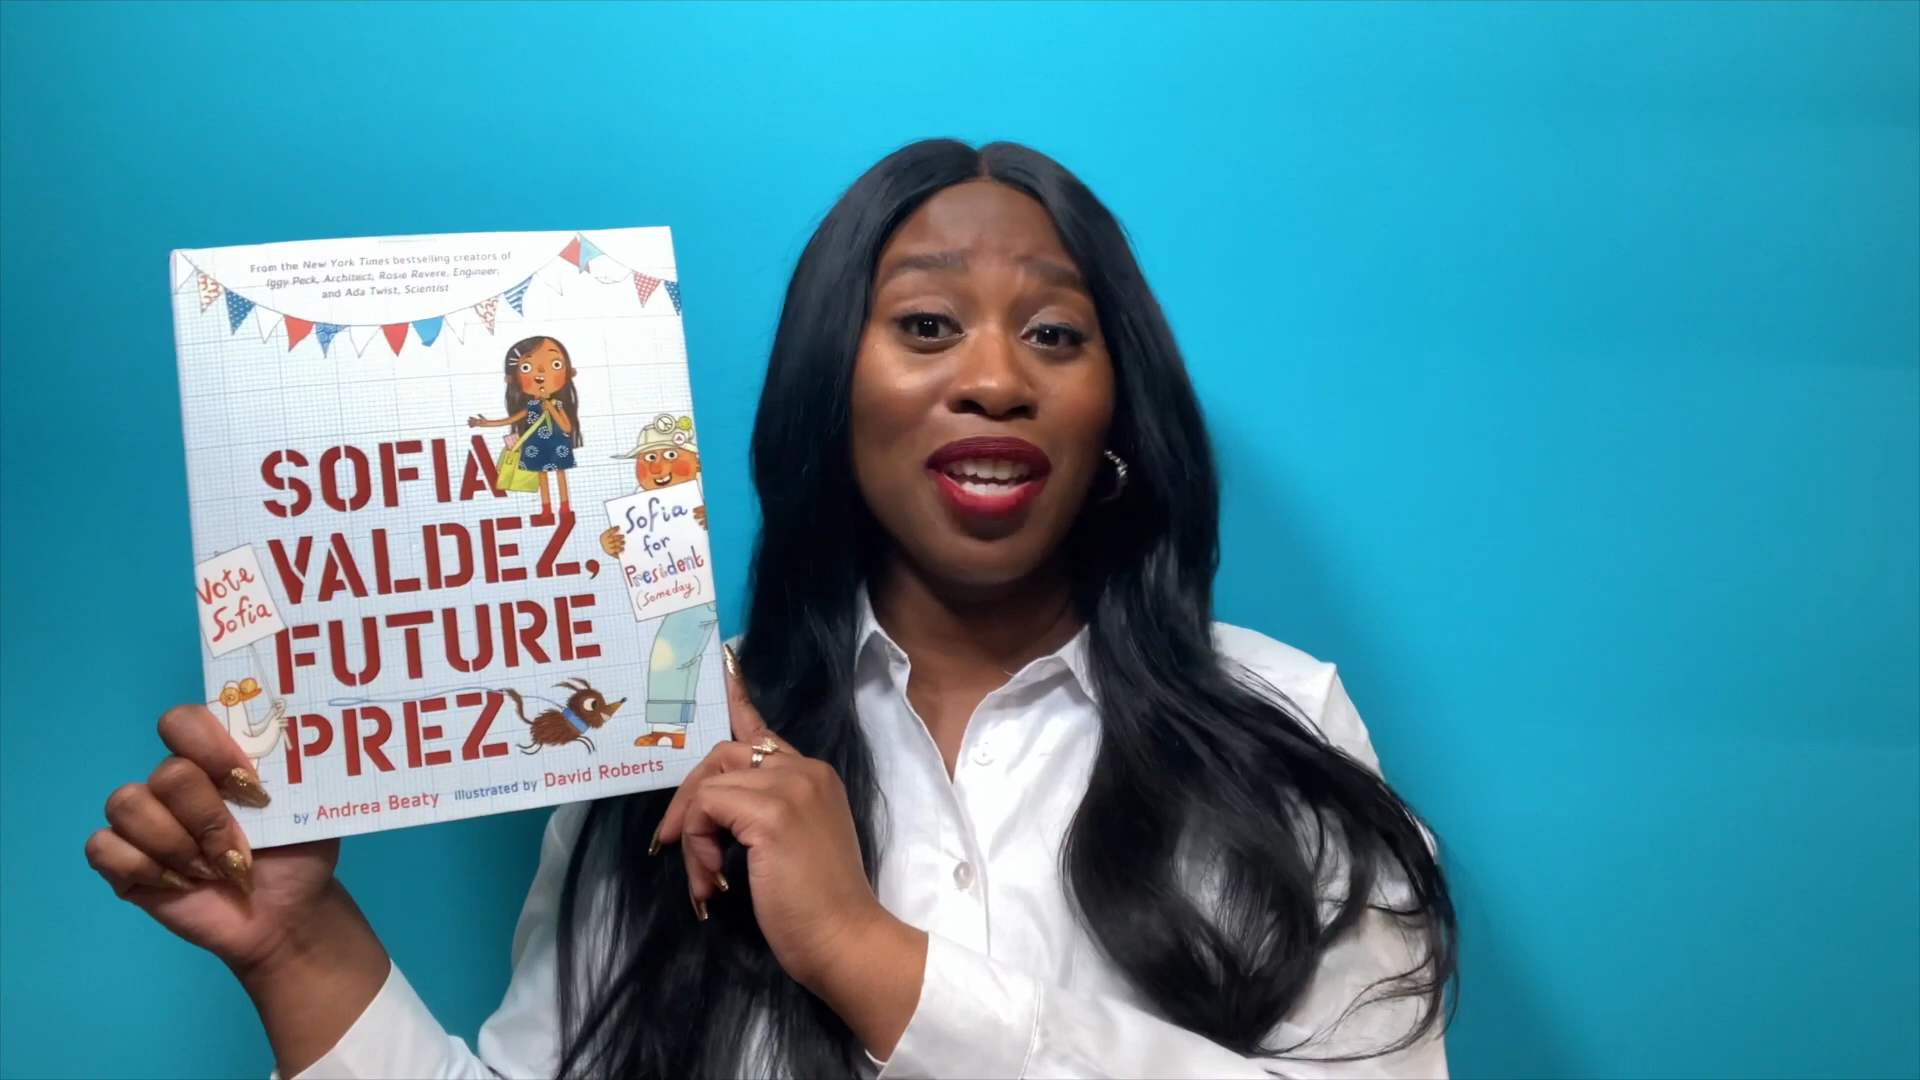 From the New York Times bestselling creators of
Iggy Peck, Architect, Rosie Revere, Engineer,
and Ada Twist, Scientist
SOFIA
VALDEZ,
FUTURE
PREZ
Vote
Sofia
Sofia
for
President
(Someday)
by Andrea Beaty illustrated by David Roberts